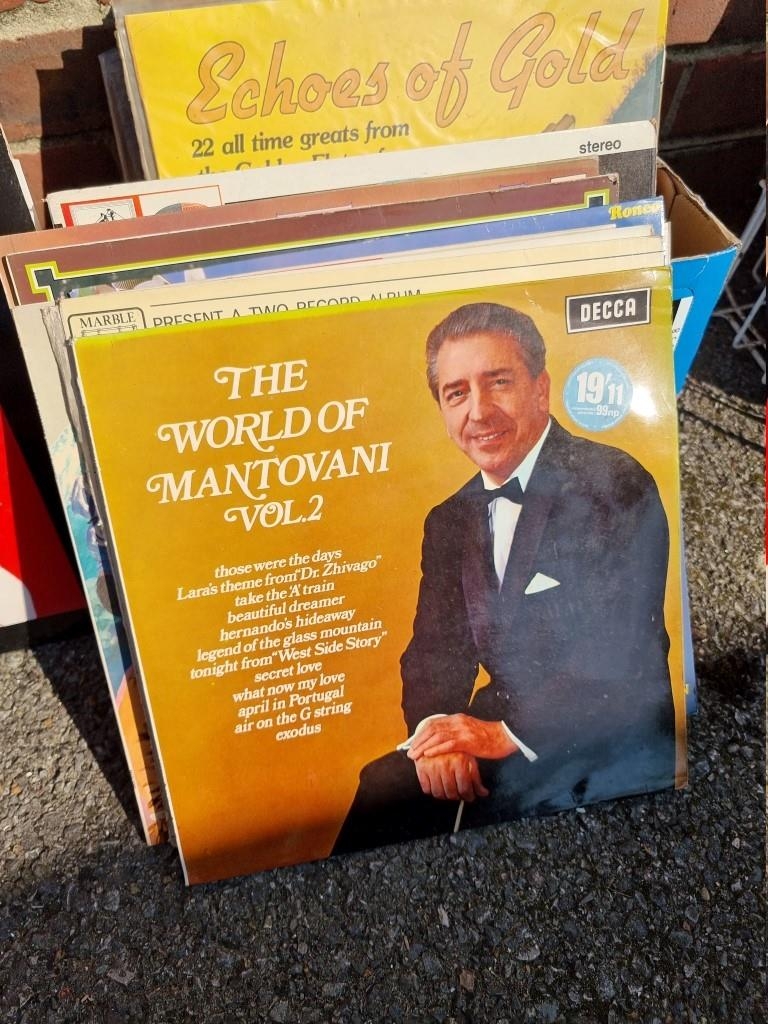 Echoes of Gold
22 all time greats from
stereo
Ronco
MARBLE
PRESENT A TWO RECORD ALBUM
DECCA
19'11
99np
THE
WORLD OF
MANTOVANI
VOL.2
those were the days
Lara's theme from "Dr. Zhivago"
take the 'A' train
beautiful dreamer
hernando's hideaway
legend of the glass mountain
tonight from "West Side Story"
secret love
what now my love
april in Portugal
air on the G string
exodus